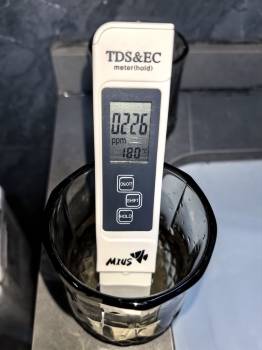 TDS&EC
meter(hold)
0226
ppm
18.0°C
ON/OFF
SHIFT
HOLD
MIUS